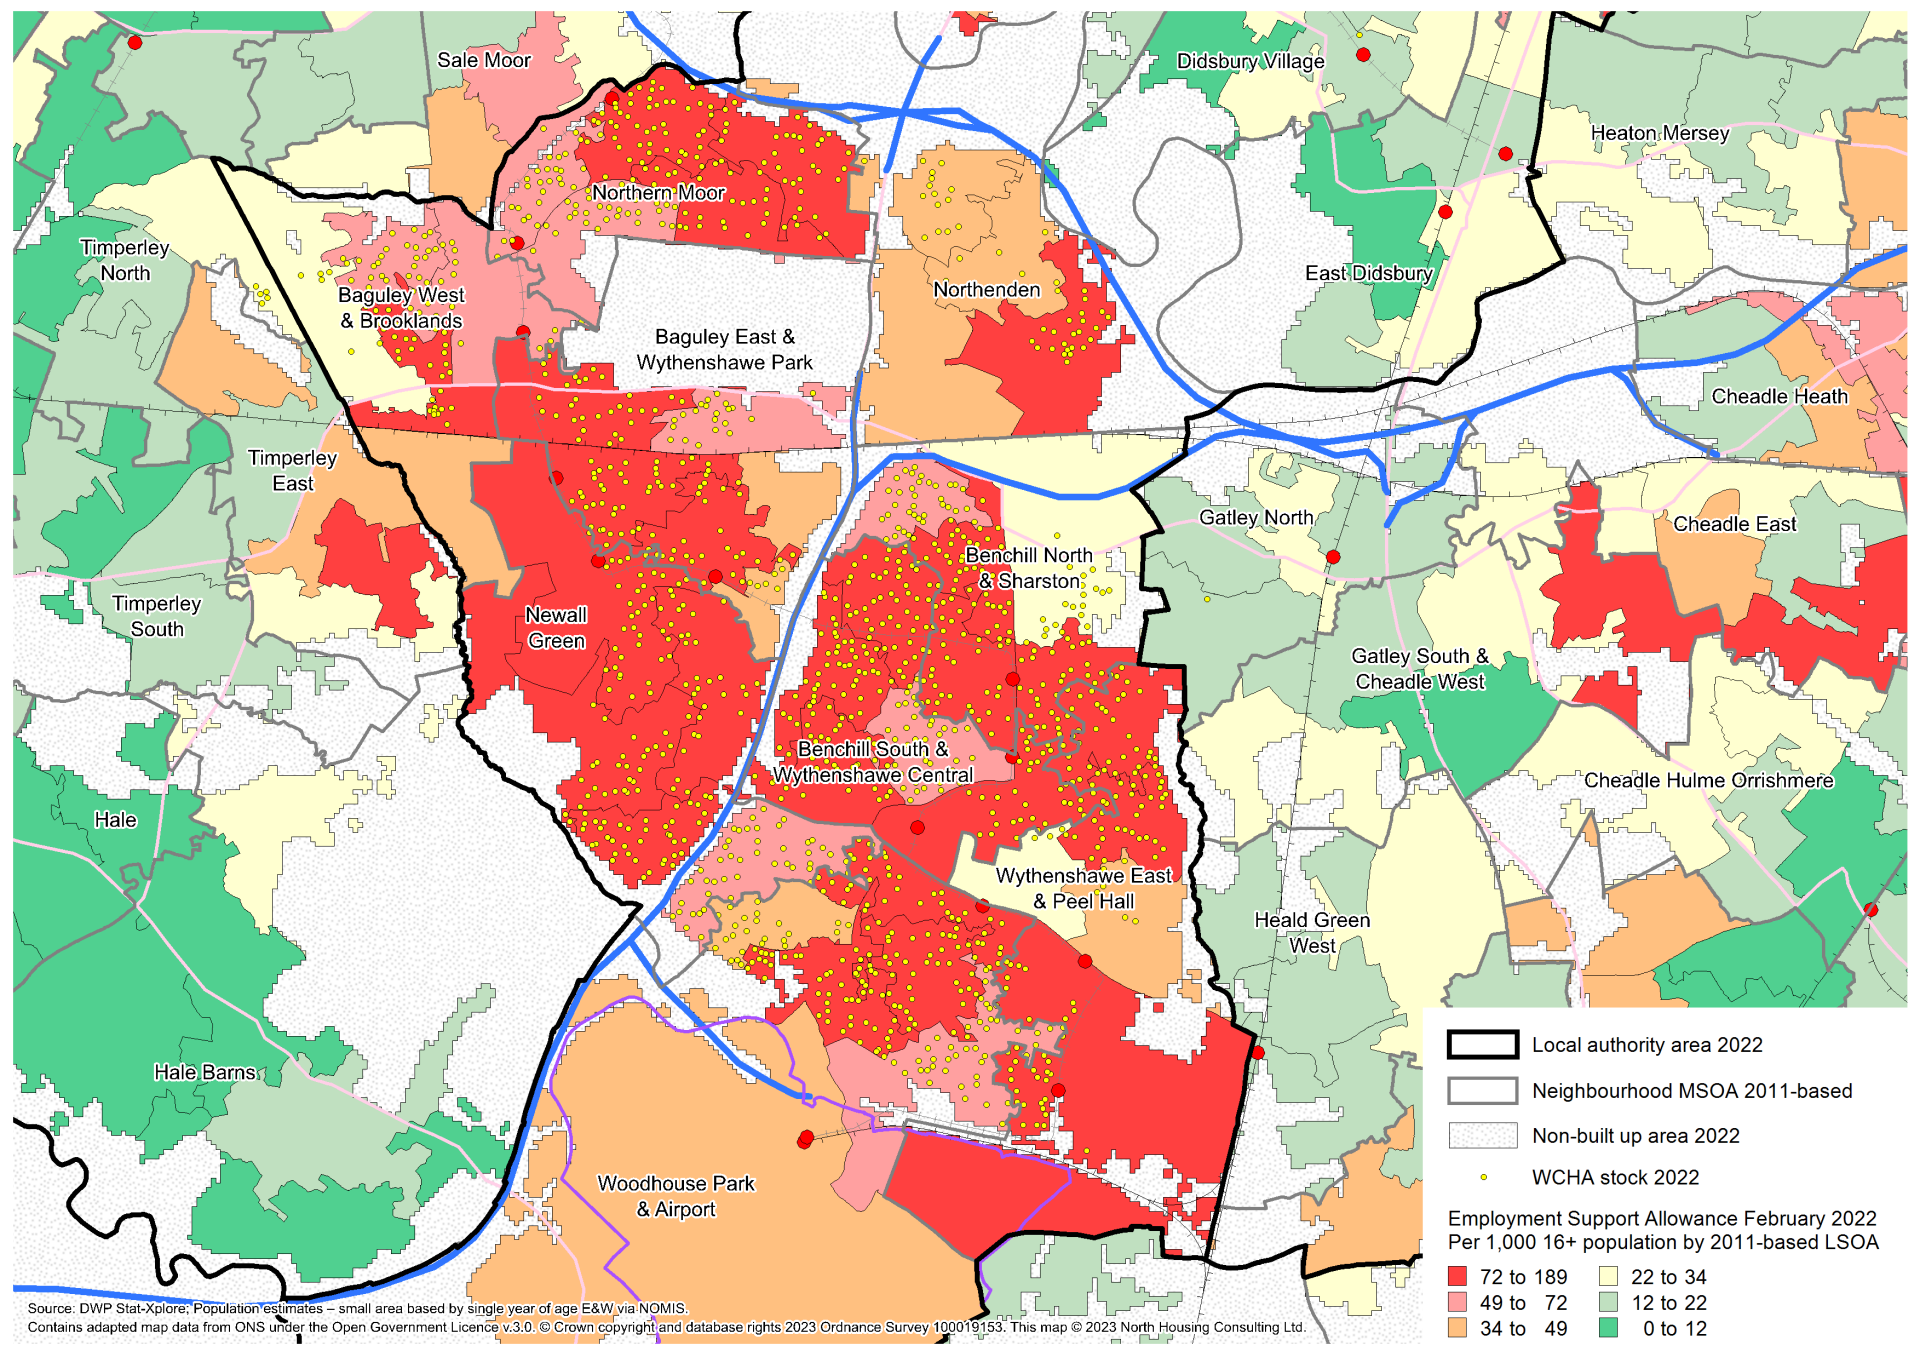 Sale Moor
Didsbury Village
Heaton Mersey
Northern Moor
Timperley
North
East Didsbury
Northenden
Baguley West
& Brooklands
Baguley East &
Wythenshawe Park
Cheadle Heath
Timperley
East
Gatley North
Cheadle East
Benchill North
& Sharston
Timperley
South
Newall
Green
Gatley South &
Cheadle West
Benchill South &
Wythenshawe Central
Cheadle Hulme Orrishmere
Hale
Wythenshawe East
& Peel Hall
Heald Green
West
Hale Barns
Woodhouse Park
& Airport
Local authority area 2022
Neighbourhood MSOA 2011-based
Non-built up area 2022
WCHA stock 2022
Employment Support Allowance February 2022
Per 1,000 16+ population by 2011-based LSOA
72 to 189
22 to 34
49 to 72
12 to 22
34 to 49
0 to 12
Source: DWP Stat-Xplore; Population estimates – small area based by single year of age E&W via NOMIS.
Contains adapted map data from ONS under the Open Government Licence v.3.0. © Crown copyright and database rights 2023 Ordnance Survey 100019153. This map © 2023 North Housing Consulting Ltd.